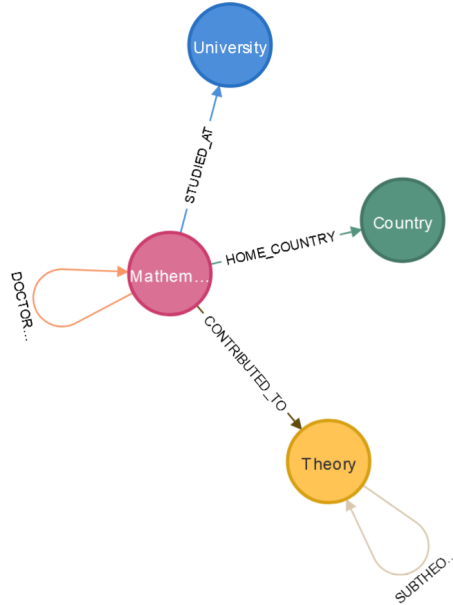 University
STUDIED_AT
Country
HOME_COUNTRY
Mathem...
DOCTOR...
CONTRIBUTED_TO
Theory
SUBTHEO...